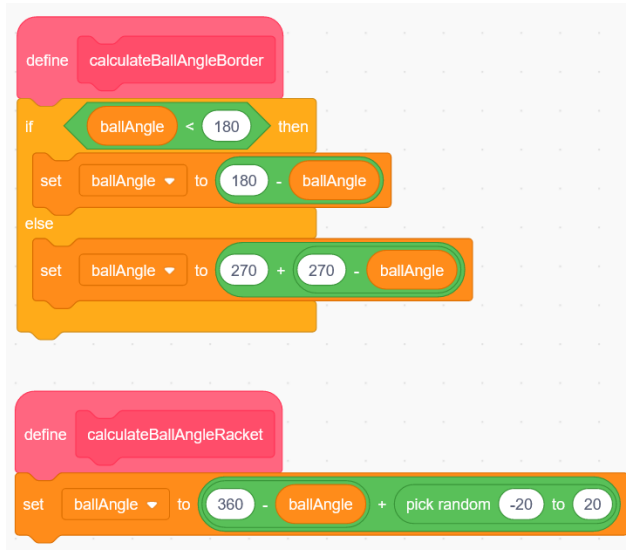 define calculateBallAngleBorder
if ballAngle < 180 then
set ballAngle to 180 - ballAngle
else
set ballAngle to 270 + 270 - ballAngle
define calculateBallAngleRacket
set ballAngle to 360 - ballAngle + pick random -20 to 20